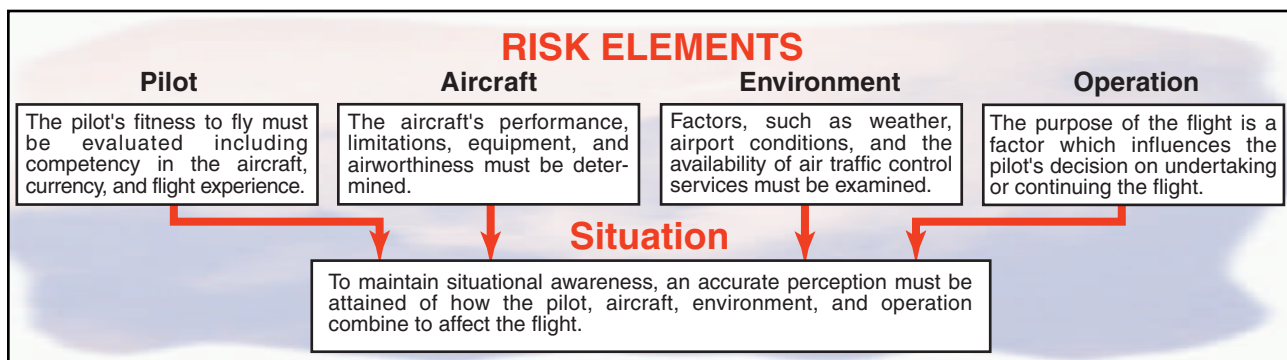 RISK ELEMENTS
Pilot
The pilot's fitness to fly must
be evaluated including
competency in the aircraft,
currency, and flight experience.
Aircraft
The aircraft's performance,
limitations, equipment, and
airworthiness must be deter-
mined.
Environment
Factors, such as weather,
airport conditions, and the
availability of air traffic control
services must be examined.
Operation
The purpose of the flight is a
factor which influences the
pilot's decision on undertaking
or continuing the flight.
Situation
To maintain situational awareness, an accurate perception must be
attained of how the pilot, aircraft, environment, and operation
combine to affect the flight.